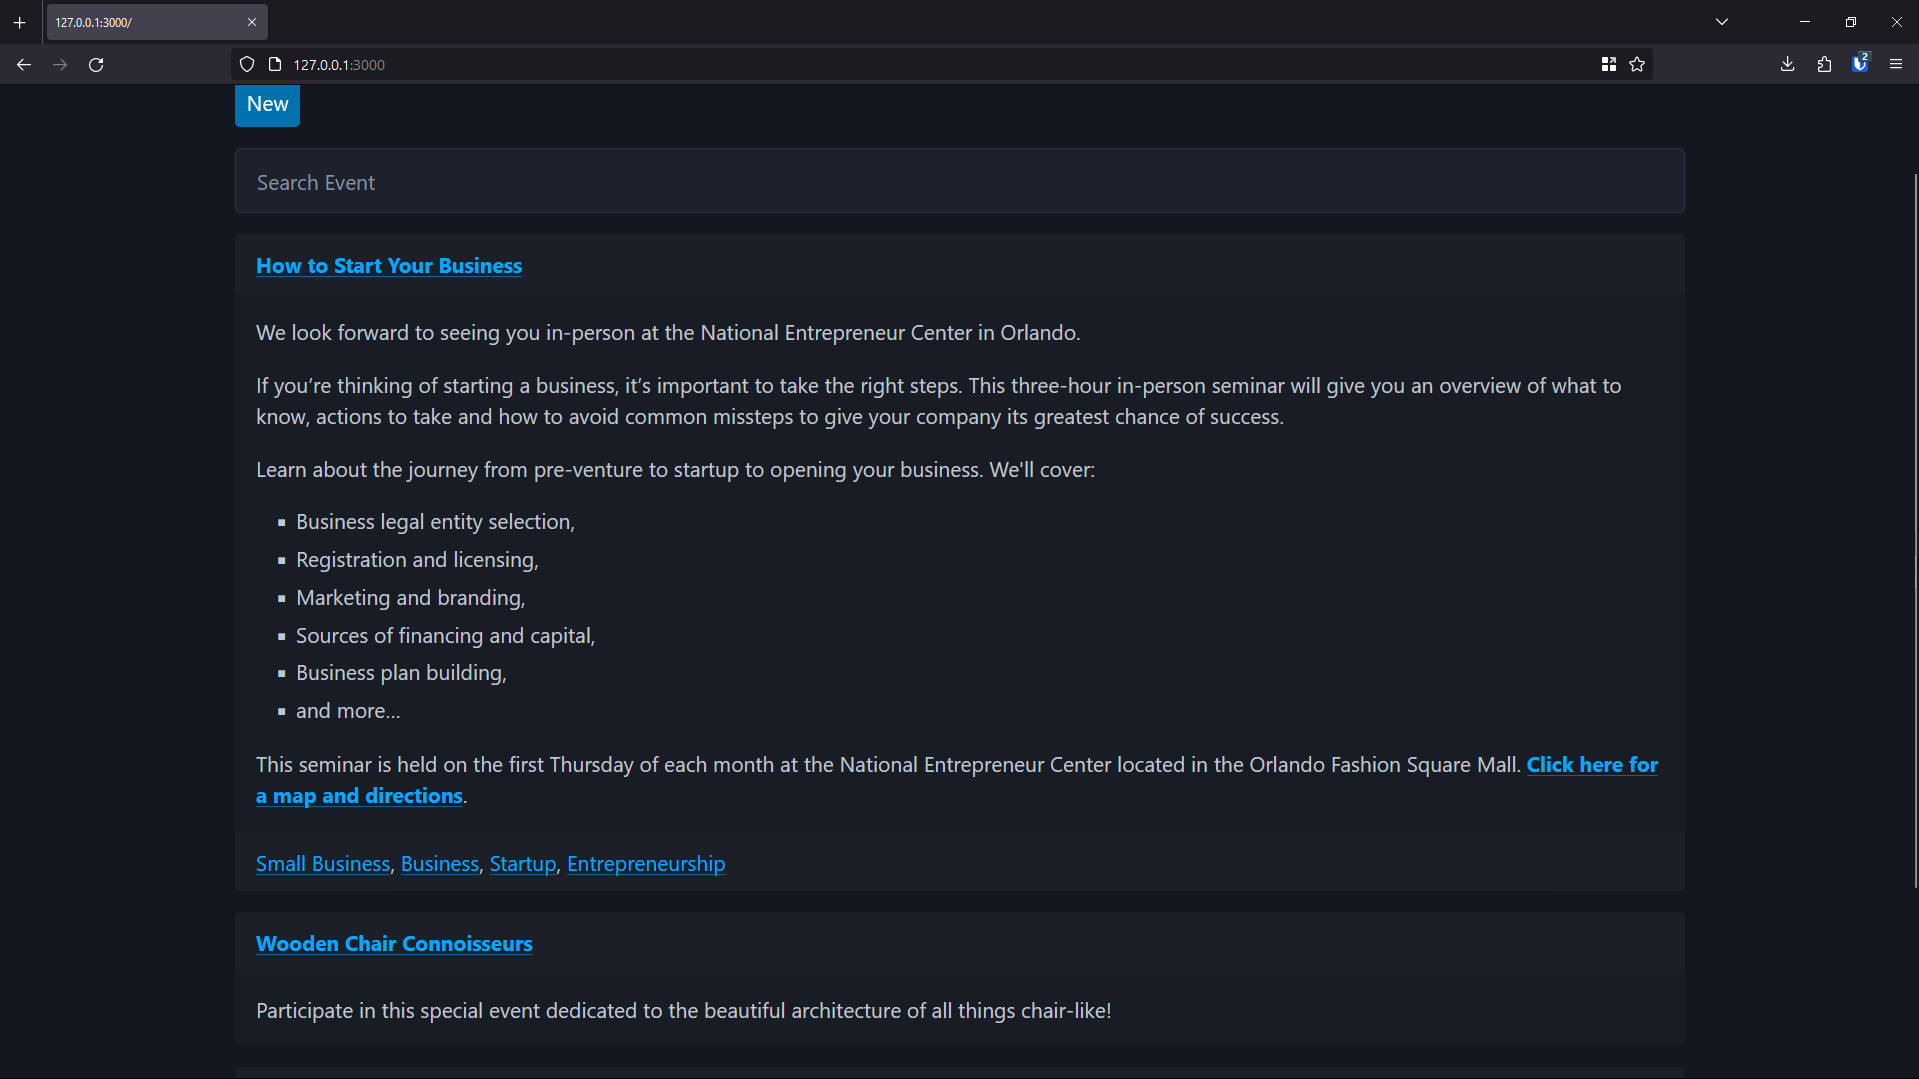 127.0.0.1:3000/
127.0.0.1:3000
2
New
Search Event
How to Start Your Business
We look forward to seeing you in-person at the National Entrepreneur Center in Orlando.
If you’re thinking of starting a business, it’s important to take the right steps. This three-hour in-person seminar will give you an overview of what to
know, actions to take and how to avoid common missteps to give your company its greatest chance of success.
Learn about the journey from pre-venture to startup to opening your business. We'll cover:
Business legal entity selection,
Registration and licensing,
Marketing and branding,
Sources of financing and capital,
Business plan building,
and more...
This seminar is held on the first Thursday of each month at the National Entrepreneur Center located in the Orlando Fashion Square Mall. Click here for
a map and directions.
Small Business, Business, Startup, Entrepreneurship
Wooden Chair Connoisseurs
Participate in this special event dedicated to the beautiful architecture of all things chair-like!